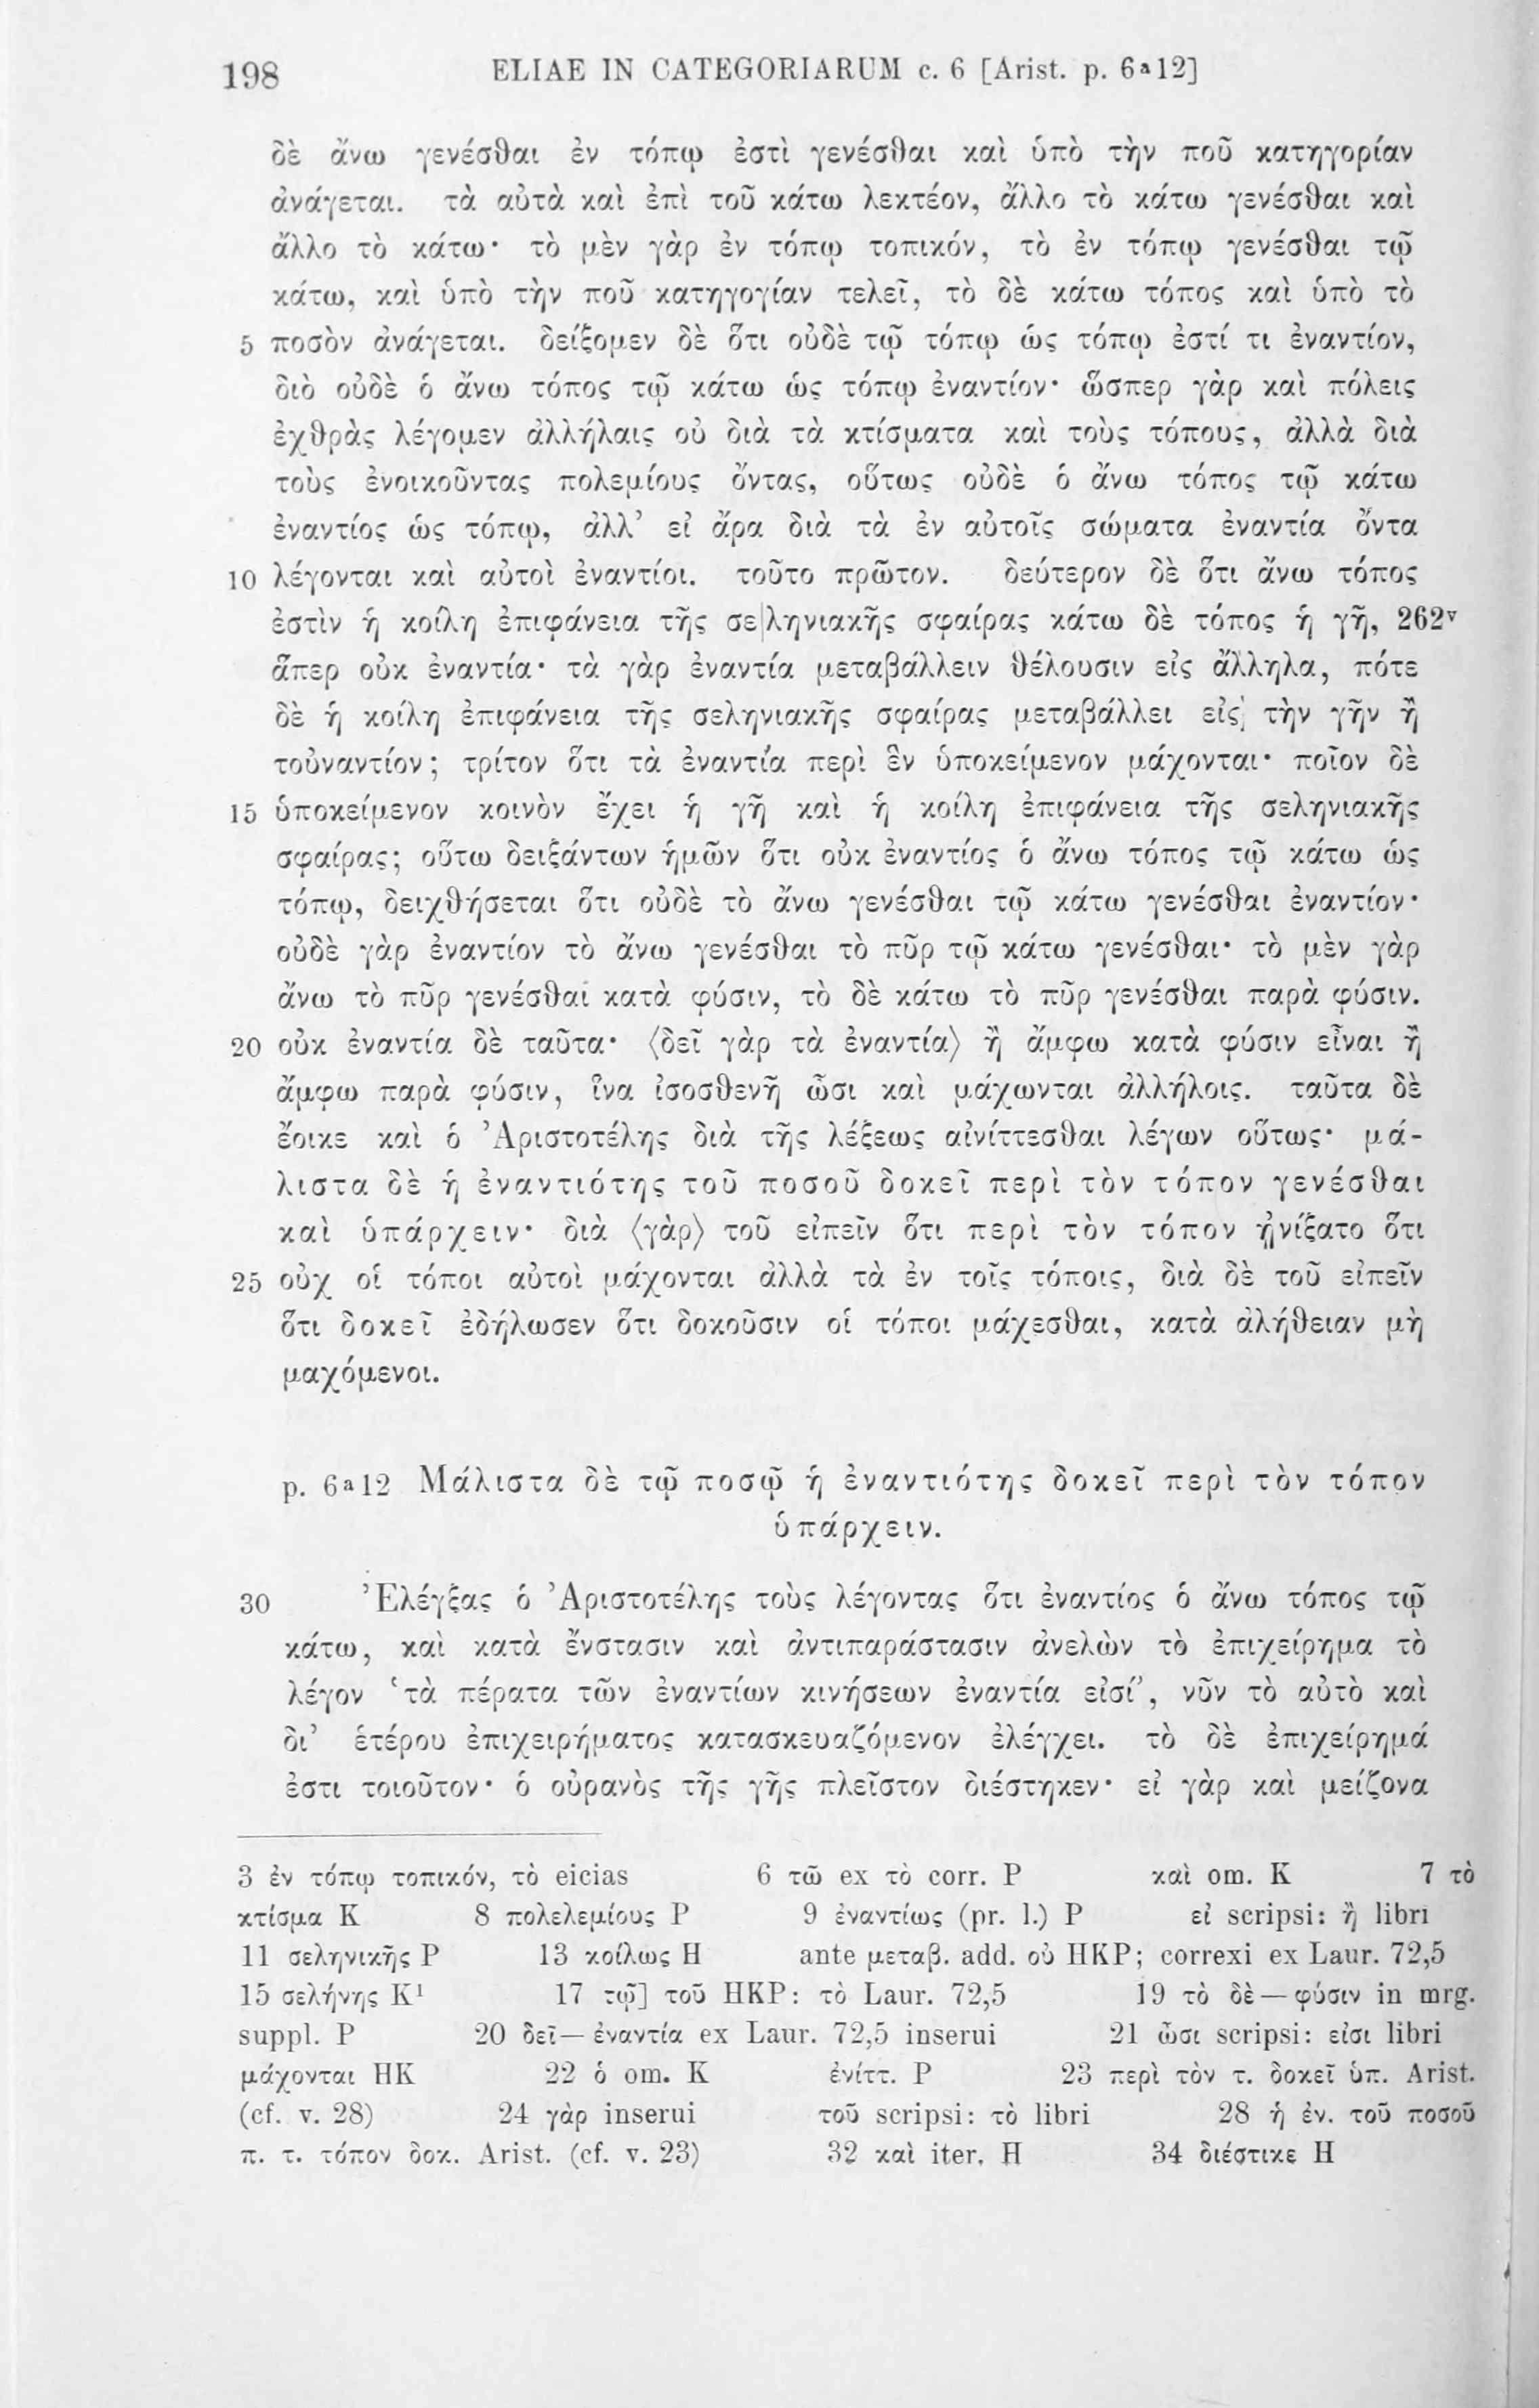 198 ELIAE IN CATEGORIARUM c. 6 [Arist. p. 6ª12]
δὲ ἄνω γενέσθαι ἐν τόπῳ ἐστὶ γενέσθαι καὶ ὑπὸ τὴν ποῦ κατηγορίαν
ἀνάγεται. τὰ αὐτὰ καὶ ἐπὶ τοῦ κάτω λεκτέον, ἄλλο τὸ κάτω γενέσθαι καὶ
ἄλλο τὸ κάτω· τὸ μὲν γὰρ ἐν τόπῳ τοπικόν, τὸ ἐν τόπῳ γενέσθαι τῷ
κάτω, καὶ ὑπὸ τὴν ποῦ κατηγογίαν τελεῖ, τὸ δὲ κάτω τόπος καὶ ὑπὸ τὸ
5 ποσὸν ἀνάγεται. δείξομεν δὲ ὅτι οὐδὲ τῷ τόπῳ ὡς τόπῳ ἐστί τι ἐναντίον,
διὸ οὐδὲ ὁ ἄνω τόπος τῷ κάτω ὡς τόπῳ ἐναντίον· ὥσπερ γὰρ καὶ πόλεις
ἐχθρὰς λέγομεν ἀλλήλαις οὐ διὰ τὰ κτίσματα καὶ τοὺς τόπους, ἀλλὰ διὰ
τοὺς ἐνοικοῦντας πολεμίους ὄντας, οὕτως οὐδὲ ὁ ἄνω τόπος τῷ κάτω
ἐναντίος ὡς τόπῳ, ἀλλ’ εἰ ἄρα διὰ τὰ ἐν αὐτοῖς σώματα ἐναντία ὄντα
10 λέγονται καὶ αὐτοὶ ἐναντίοι. τοῦτο πρῶτον. δεύτερον δὲ ὅτι ἄνω τόπος
ἐστὶν ἡ κοίλη ἐπιφάνεια τῆς σε|ληνιακῆς σφαίρας κάτω δὲ τόπος ἡ γῆ, 262ᵛ
ἅπερ οὐκ ἐναντία· τὰ γὰρ ἐναντία μεταβάλλειν θέλουσιν εἰς ἄλληλα, πότε
δὲ ἡ κοίλη ἐπιφάνεια τῆς σεληνιακῆς σφαίρας μεταβάλλει εἰς τὴν γῆν ἢ
τοὐναντίον; τρίτον ὅτι τὰ ἐναντία περὶ ἓν ὑποκείμενον μάχονται· ποῖον δὲ
15 ὑποκείμενον κοινὸν ἔχει ἡ γῆ καὶ ἡ κοίλη ἐπιφάνεια τῆς σεληνιακῆς
σφαίρας; οὕτω δειξάντων ἡμῶν ὅτι οὐκ ἐναντίος ὁ ἄνω τόπος τῷ κάτω ὡς
τόπῳ, δειχθήσεται ὅτι οὐδὲ τὸ ἄνω γενέσθαι τῷ κάτω γενέσθαι ἐναντίον·
οὐδὲ γὰρ ἐναντίον τὸ ἄνω γενέσθαι τὸ πῦρ τῷ κάτω γενέσθαι· τὸ μὲν γὰρ
ἄνω τὸ πῦρ γενέσθαι κατὰ φύσιν, τὸ δὲ κάτω τὸ πῦρ γενέσθαι παρὰ φύσιν.
20 οὐκ ἐναντία δὲ ταῦτα· ⟨δεῖ γὰρ τὰ ἐναντία⟩ ἢ ἄμφω κατὰ φύσιν εἶναι ἢ
ἄμφω παρὰ φύσιν, ἵνα ἰσοσθενῆ ὦσι καὶ μάχωνται ἀλλήλοις. ταῦτα δὲ
ἔοικε καὶ ὁ Ἀριστοτέλης διὰ τῆς λέξεως αἰνίττεσθαι λέγων οὕτως· μά-
λιστα δὲ ἡ ἐναντιότης τοῦ ποσοῦ δοκεῖ περὶ τὸν τόπον γενέσθαι
καὶ ὑπάρχειν· διὰ ⟨γὰρ⟩ τοῦ εἰπεῖν ὅτι περὶ τὸν τόπον ᾐνίξατο ὅτι
25 οὐχ οἱ τόποι αὐτοὶ μάχονται ἀλλὰ τὰ ἐν τοῖς τόποις, διὰ δὲ τοῦ εἰπεῖν
ὅτι δοκεῖ ἐδήλωσεν ὅτι δοκοῦσιν οἱ τόποι μάχεσθαι, κατὰ ἀλήθειαν μὴ
μαχόμενοι.
p. 6ª12 Μάλιστα δὲ τῷ ποσῷ ἡ ἐναντιότης δοκεῖ περὶ τὸν τόπον
ὑπάρχειν.
30 Ἐλέγξας ὁ Ἀριστοτέλης τοὺς λέγοντας ὅτι ἐναντίος ὁ ἄνω τόπος τῷ
κάτω, καὶ κατὰ ἔνστασιν καὶ ἀντιπαράστασιν ἀνελὼν τὸ ἐπιχείρημα τὸ
λέγον ‘τὰ πέρατα τῶν ἐναντίων κινήσεων ἐναντία εἰσί’, νῦν τὸ αὐτὸ καὶ
δι’ ἑτέρου ἐπιχειρήματος κατασκευαζόμενον ἐλέγχει. τὸ δὲ ἐπιχείρημά
ἐστι τοιοῦτον· ὁ οὐρανὸς τῆς γῆς πλεῖστον διέστηκεν· εἰ γὰρ καὶ μείζονα
3 ἐν τόπῳ τοπικόν, τὸ eicias 6 τῶ ex τὸ corr. P καὶ om. K 7 τὸ
κτίσμα K 8 πολελεμίους P 9 ἐναντίως (pr. l.) P εἰ scripsi: ἢ libri
11 σεληνικῆς P 13 κοίλως H ante μεταβ. add. οὐ HKP; correxi ex Laur. 72,5
15 σελήνης K¹ 17 τῷ] τοῦ HKP: τὸ Laur. 72,5 19 τὸ δὲ—φύσιν in mrg.
suppl. P 20 δεῖ—ἐναντία ex Laur. 72,5 inserui 21 ὦσι scripsi: εἰσι libri
μάχονται HK 22 ὁ om. K ἐνίττ. P 23 περὶ τὸν τ. δοκεῖ ὑπ. Arist.
(cf. v. 28) 24 γὰρ inserui τοῦ scripsi: τὸ libri 28 ἡ ἐν. τοῦ ποσοῦ
π. τ. τόπον δοκ. Arist. (cf. v. 23) 32 καὶ iter. H 34 διέστικε H